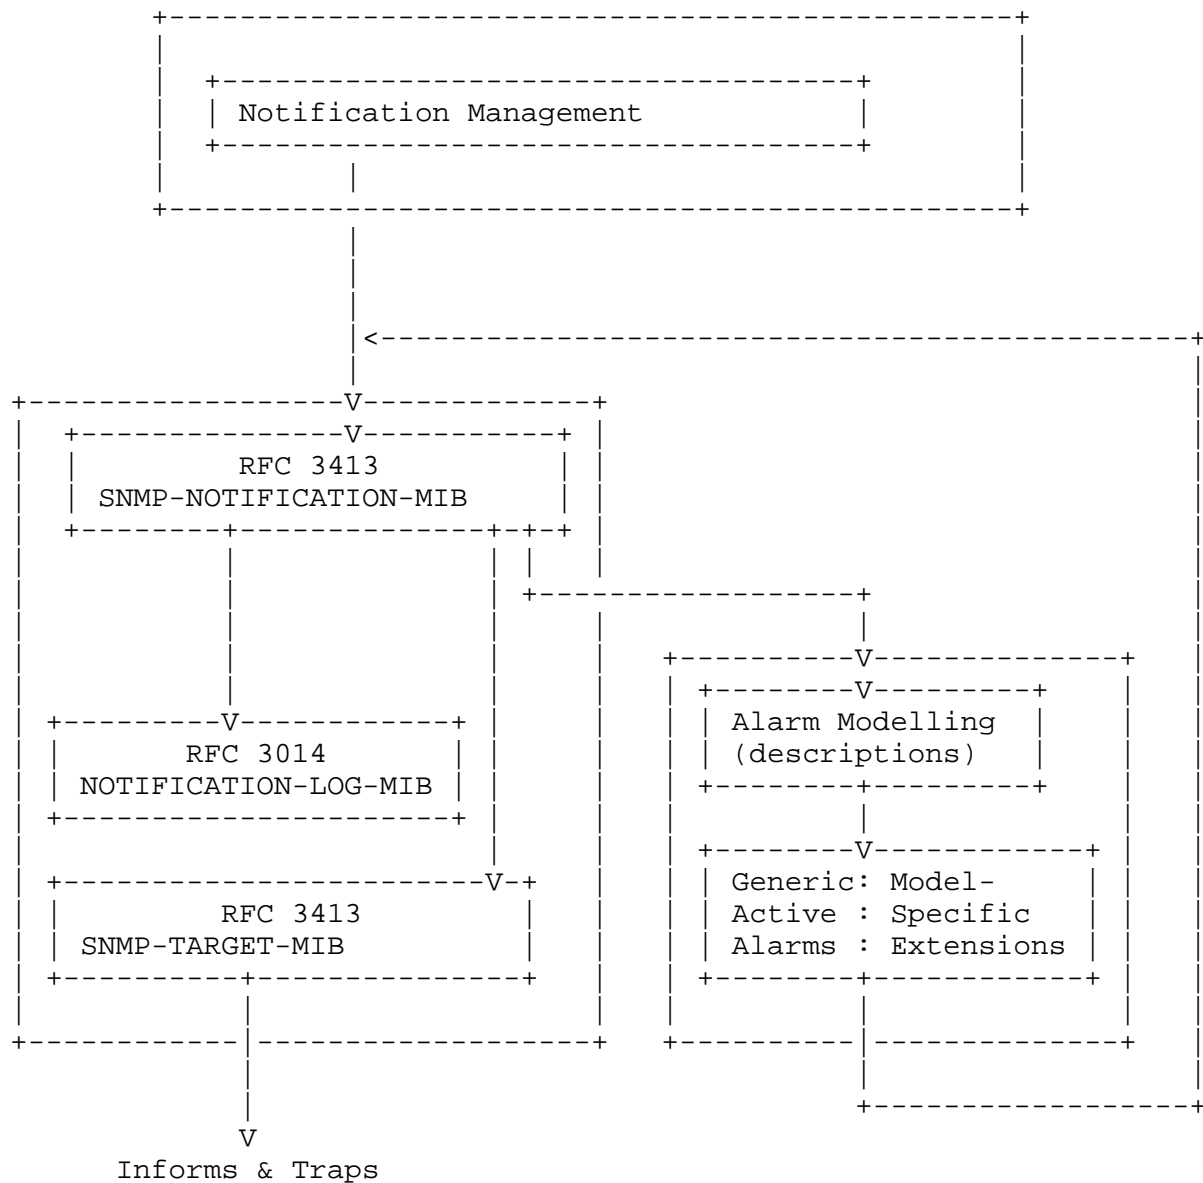 Notification Management
RFC 3413
SNMP-NOTIFICATION-MIB
Alarm Modelling
(descriptions)
RFC 3014
NOTIFICATION-LOG-MIB
Generic: Model-
Active : Specific
Alarms : Extensions
RFC 3413
SNMP-TARGET-MIB
Informs & Traps